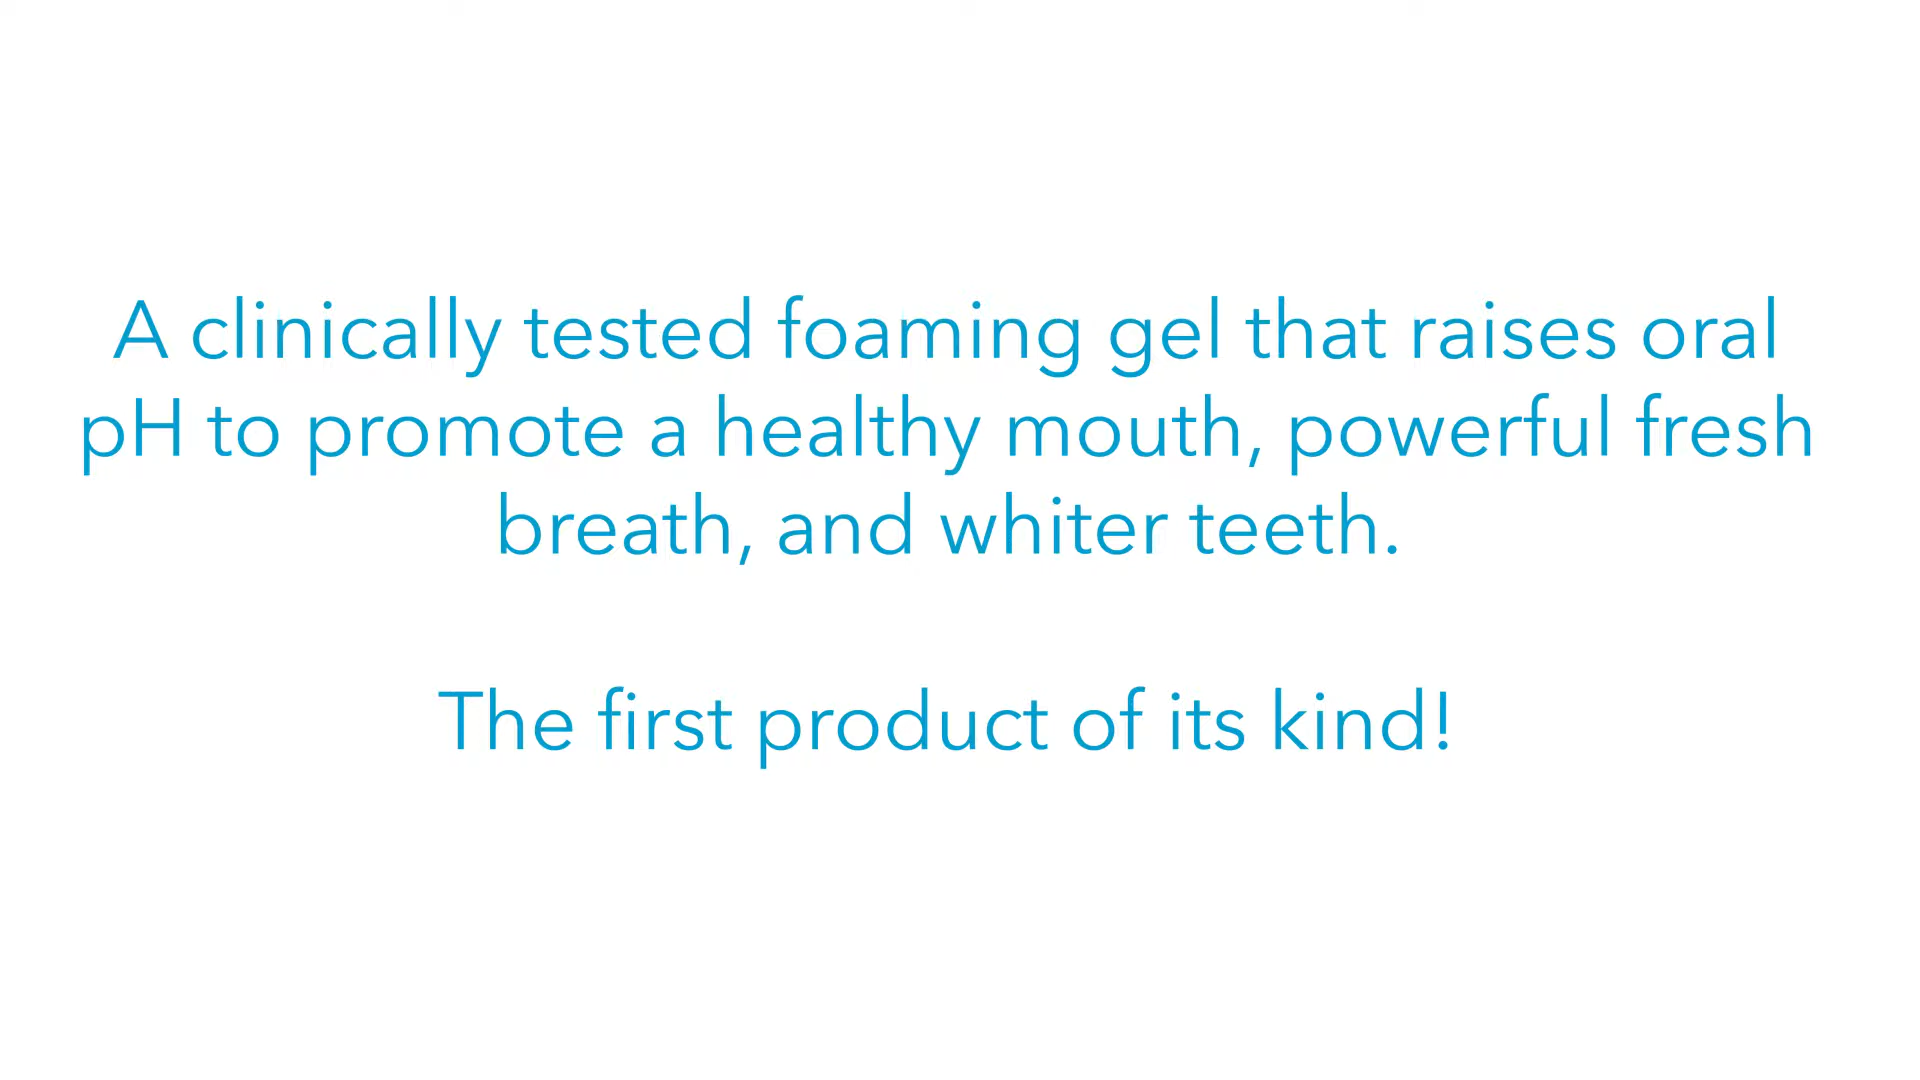 A clinically tested foaming gel that raises oral
pH to promote a healthy mouth, powerful fresh
breath, and whiter teeth.
The first product of its kind!